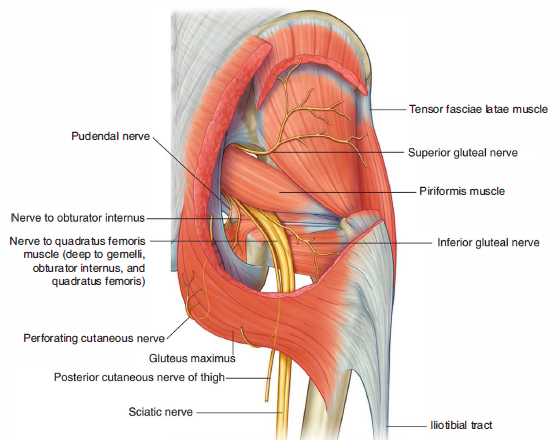 Tensor fasciae latae muscle
Pudendal nerve
Superior gluteal nerve
Piriformis muscle
Nerve to obturator internus
Nerve to quadratus femoris
muscle (deep to gemelli,
obturator internus, and
quadratus femoris)
Inferior gluteal nerve
Perforating cutaneous nerve
Gluteus maximus
Posterior cutaneous nerve of thigh
Sciatic nerve
Iliotibial tract